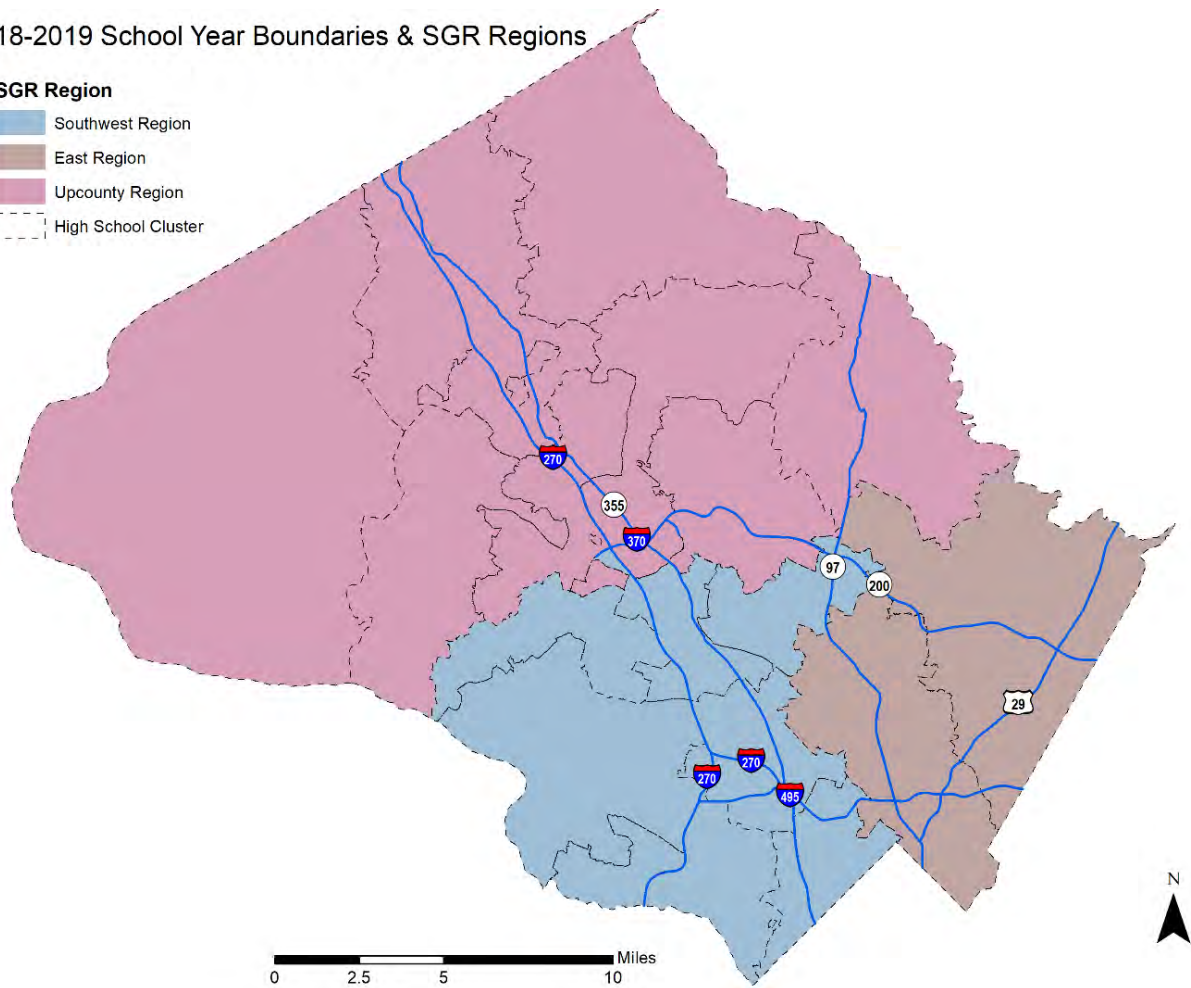 18-2019 School Year Boundaries & SGR Regions
SGR Region
Southwest Region
East Region
Upcounty Region
High School Cluster
270
355
370
97
200
29
270
270
495
N
Miles
0 2.5 5 10